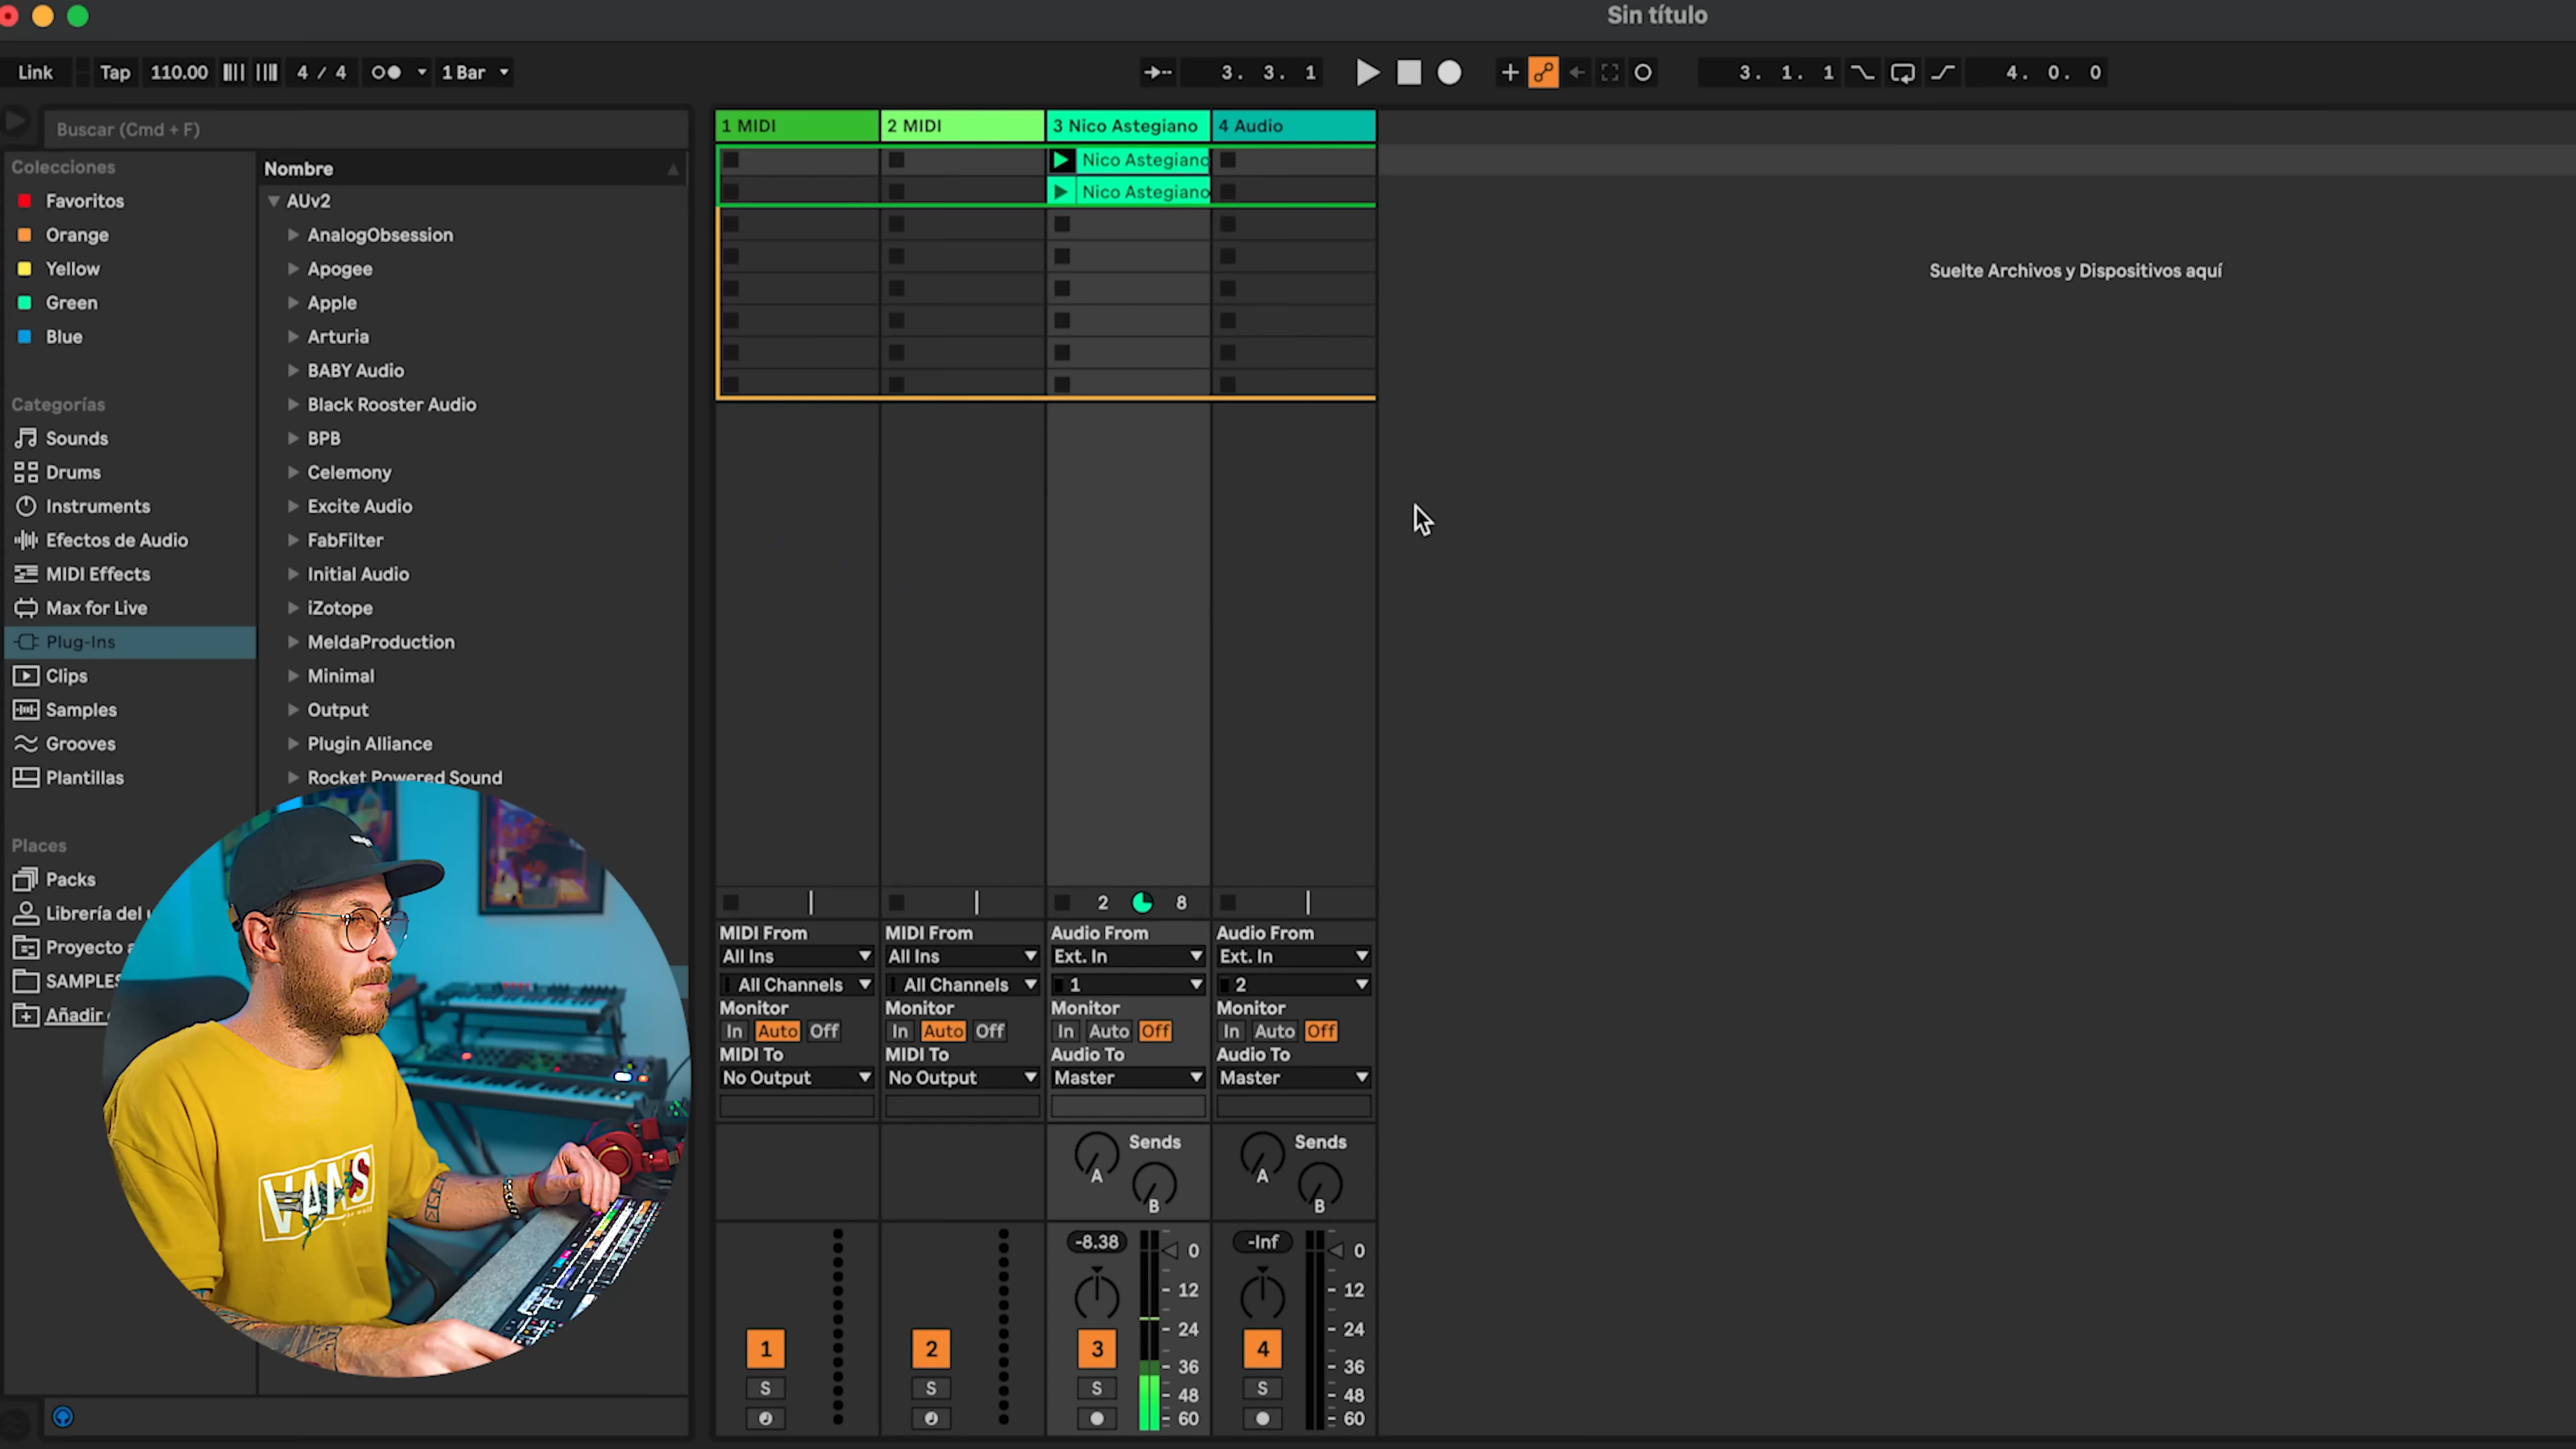 Sin título
Link Tap 110.00 4 / 4 1 Bar 3. 3. 1 3. 1. 1 4. 0. 0
Buscar (Cmd + F)
Colecciones
Favoritos
Orange
Yellow
Green
Blue
Categorías
Sounds
Drums
Instruments
Efectos de Audio
MIDI Effects
Max for Live
Plug-Ins
Clips
Samples
Grooves
Plantillas
Places
Packs
Librería del
Proyecto
SAMPLES
Añadir
Nombre
AUv2
AnalogObsession
Apogee
Apple
Arturia
BABY Audio
Black Rooster Audio
BPB
Celemony
Excite Audio
FabFilter
Initial Audio
iZotope
MeldaProduction
Minimal
Output
Plugin Alliance
Rocket Powered Sound
1 MIDI 2 MIDI 3 Nico Astegiano 4 Audio
Nico Astegiano
Nico Astegiano
Suelte Archivos y Dispositivos aquí
2 8
MIDI From MIDI From Audio From Audio From
All Ins All Ins Ext. In Ext. In
All Channels All Channels 1 2
Monitor Monitor Monitor Monitor
In Auto Off In Auto Off In Auto Off In Auto Off
MIDI To MIDI To Audio To Audio To
No Output No Output Master Master
Sends Sends
A A
B B
-8.38 0 -Inf 0
12 12
24 24
1 2 3 4
36 36
S S S S
48 48
60 60
VANS